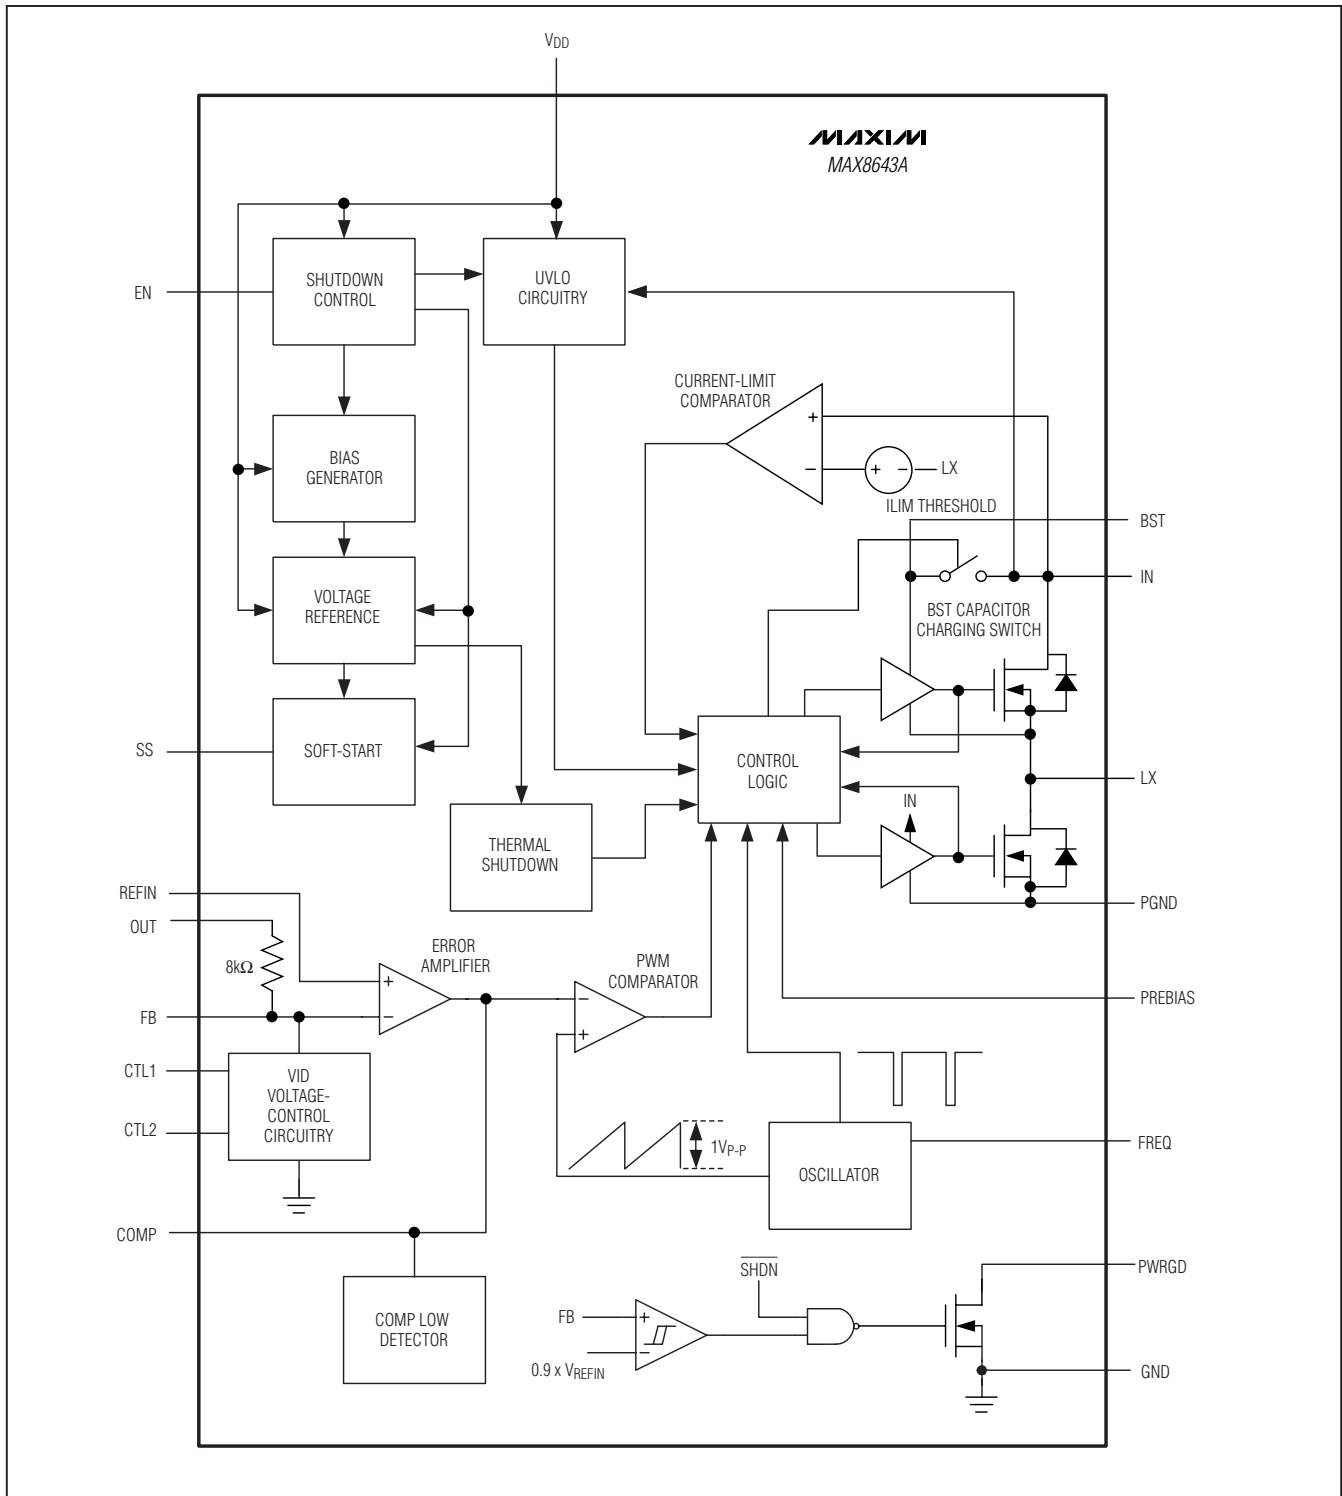 VDD
MAXIM
MAX8643A
SHUTDOWN
CONTROL
UVLO
CIRCUITRY
EN
CURRENT-LIMIT
COMPARATOR
+
−
+ −
LX
ILIM THRESHOLD
BIAS
GENERATOR
BST
IN
BST CAPACITOR
CHARGING SWITCH
VOLTAGE
REFERENCE
SS
SOFT-START
CONTROL
LOGIC
LX
IN
THERMAL
SHUTDOWN
REFIN
OUT
PGND
8kΩ
ERROR
AMPLIFIER
+
−
PWM
COMPARATOR
−
+
PREBIAS
FB
CTL1
CTL2
VID
VOLTAGE-
CONTROL
CIRCUITRY
1VP-P
OSCILLATOR
FREQ
COMP
COMP LOW
DETECTOR
SHDN
PWRGD
FB
+
−
0.9 x VREFIN
GND